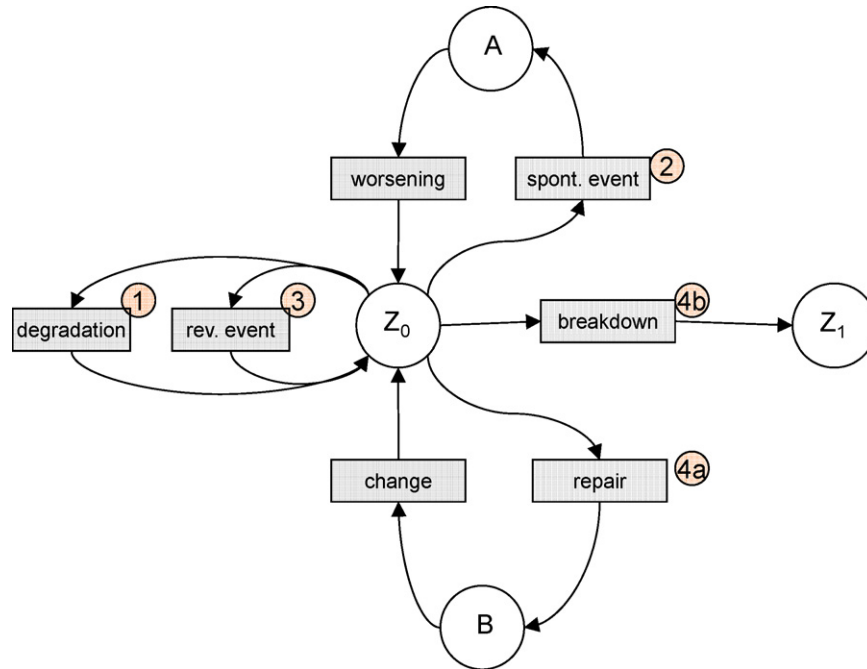 A
worsening
spont. event
2
degradation
1
rev. event
3
Z0
breakdown
4b
Z1
change
repair
4a
B